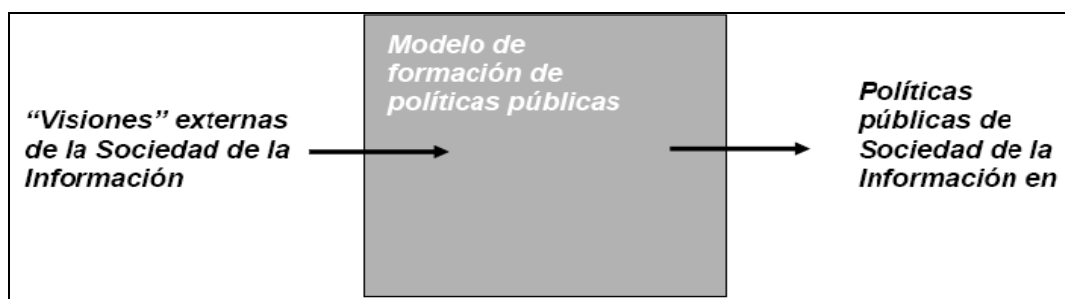 “Visiones” externas
de la Sociedad de la
Información
Modelo de
formación de
políticas públicas
Políticas
públicas de
Sociedad de la
Información en